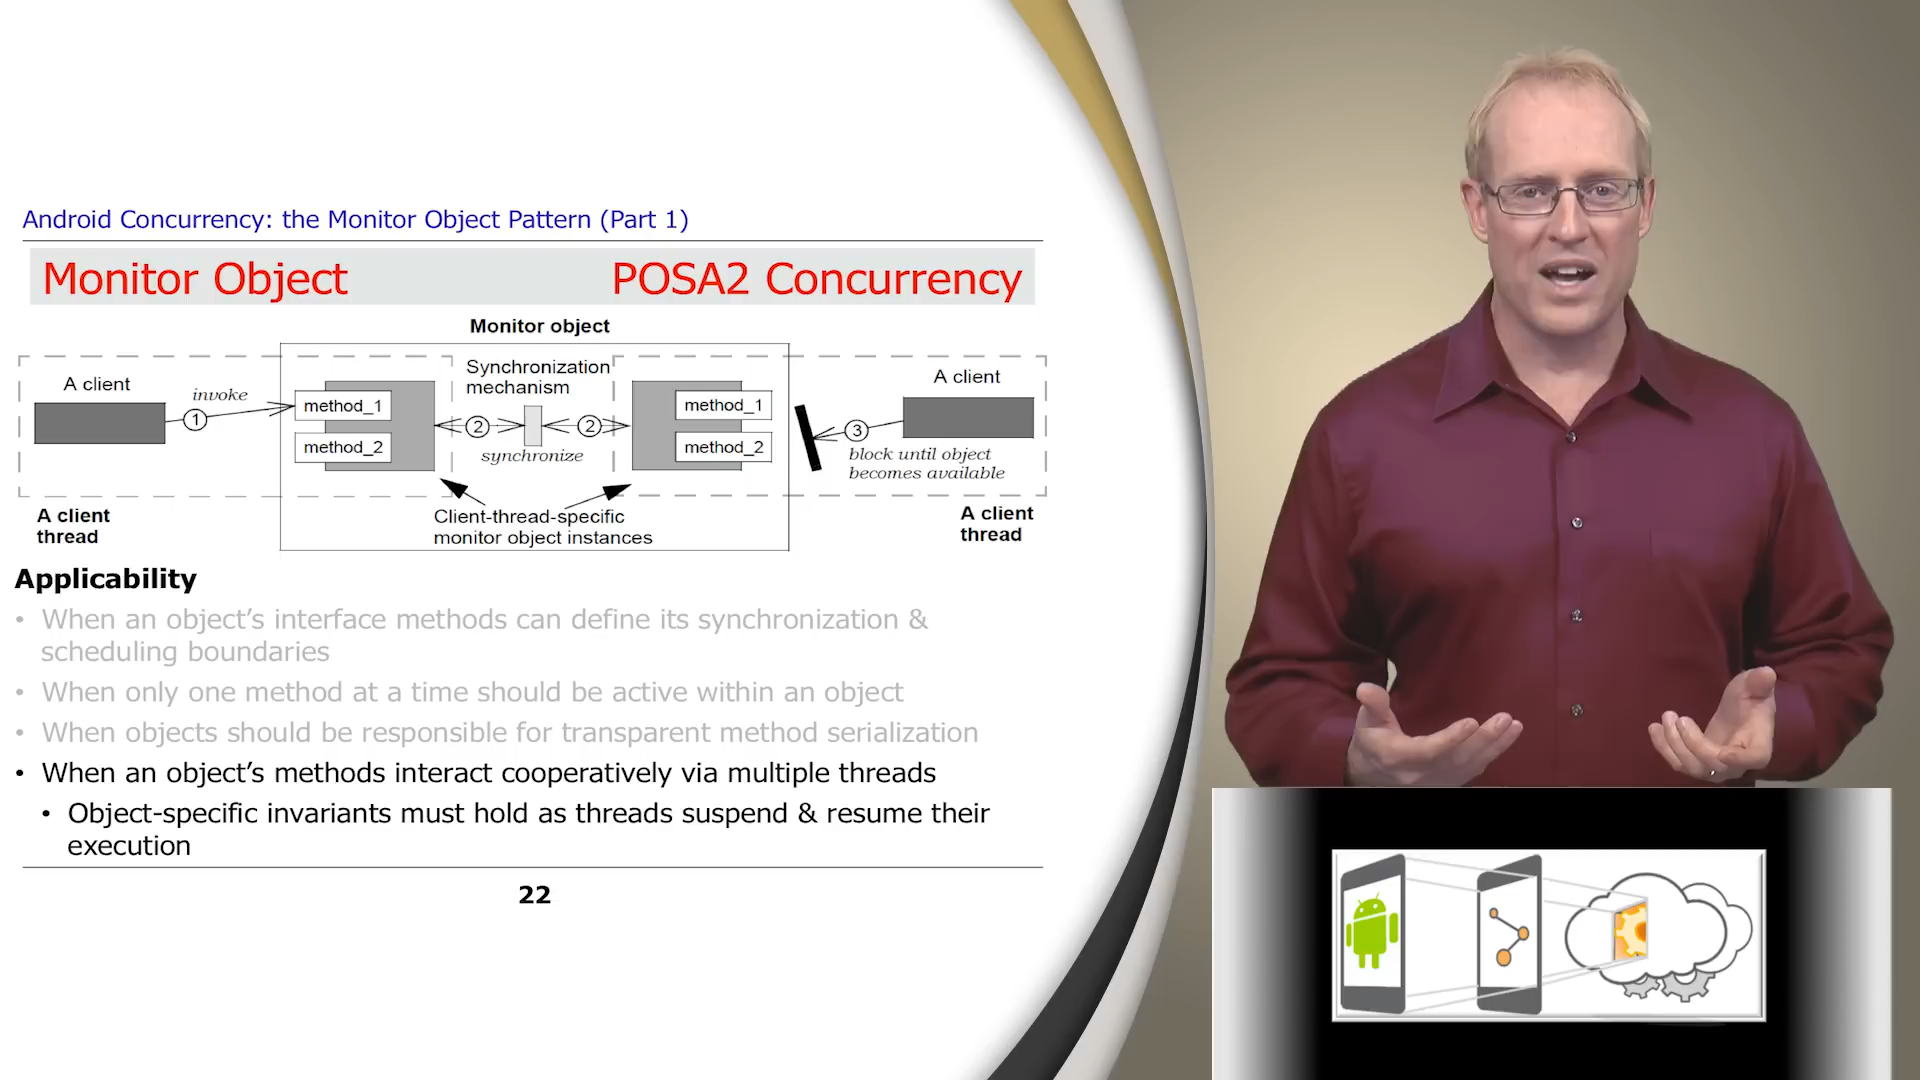 Android Concurrency: the Monitor Object Pattern (Part 1)
Monitor Object POSA2 Concurrency
Monitor object
A client
invoke
1
method_1
method_2
Synchronization
mechanism
2
2
synchronize
method_1
method_2
A client
3
block until object
becomes available
A client
thread
Client-thread-specific
monitor object instances
A client
thread
Applicability
• When an object’s interface methods can define its synchronization &
scheduling boundaries
• When only one method at a time should be active within an object
• When objects should be responsible for transparent method serialization
• When an object’s methods interact cooperatively via multiple threads
• Object-specific invariants must hold as threads suspend & resume their
execution
22